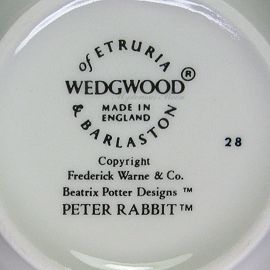 of ETRURIA
WEDGWOOD®
MADE IN
ENGLAND
& BARLASTON
28
Copyright
Frederick Warne & Co.
Beatrix Potter Designs ™
PETER RABBIT™